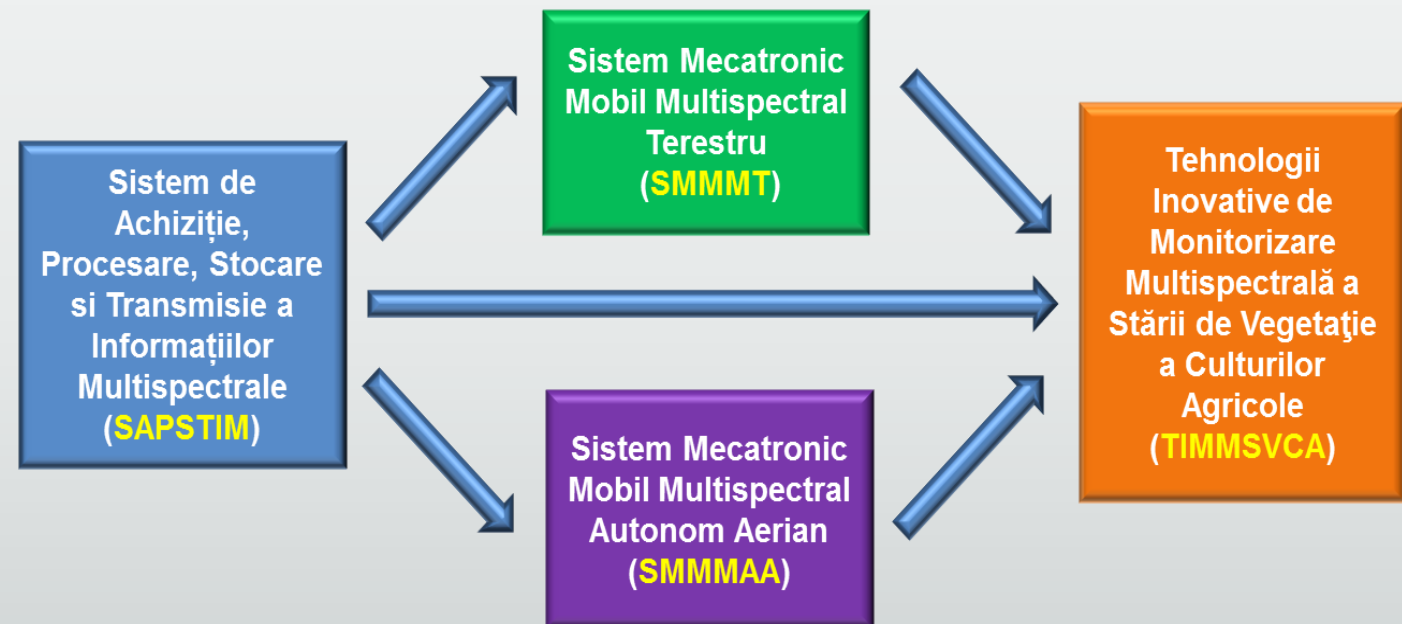 Sistem de
Achiziție,
Procesare, Stocare
si Transmisie a
Informațiilor
Multispectrale
(SAPSTIM)
Sistem Mecatronic
Mobil Multispectral
Terestru
(SMMMT)
Sistem Mecatronic
Mobil Multispectral
Autonom Aerian
(SMMMAA)
Tehnologii
Inovative de
Monitorizare
Multispectrală a
Stării de Vegetaţie
a Culturilor
Agricole
(TIMMSVCA)